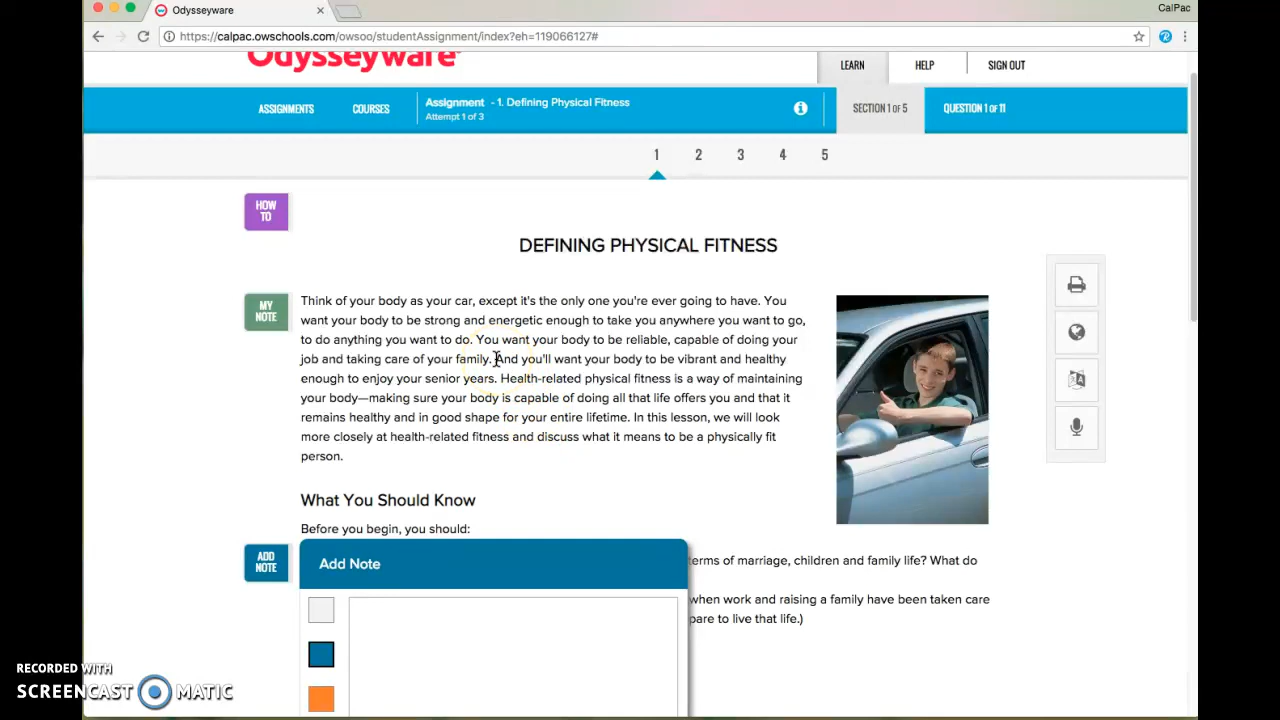 Odysseyware
CalPac
https://calpac.owschools.com/owsoo/studentAssignment/index?eh=119066127#
Odysseyware
LEARN
HELP
SIGN OUT
ASSIGNMENTS
COURSES
Assignment - 1. Defining Physical Fitness
Attempt 1 of 3
SECTION 1 OF 5
QUESTION 1 OF 11
1 2 3 4 5
HOW
TO
DEFINING PHYSICAL FITNESS
MY
NOTE
Think of your body as your car, except it's the only one you're ever going to have. You
want your body to be strong and energetic enough to take you anywhere you want to go,
to do anything you want to do. You want your body to be reliable, capable of doing your
job and taking care of your family. And you'll want your body to be vibrant and healthy
enough to enjoy your senior years. Health-related physical fitness is a way of maintaining
your body—making sure your body is capable of doing all that life offers you and that it
remains healthy and in good shape for your entire lifetime. In this lesson, we will look
more closely at health-related fitness and discuss what it means to be a physically fit
person.
What You Should Know
Before you begin, you should:
ADD
NOTE
Add Note
terms of marriage, children and family life? What do
when work and raising a family have been taken care
pare to live that life.)
RECORDED WITH
SCREENCAST MATIC